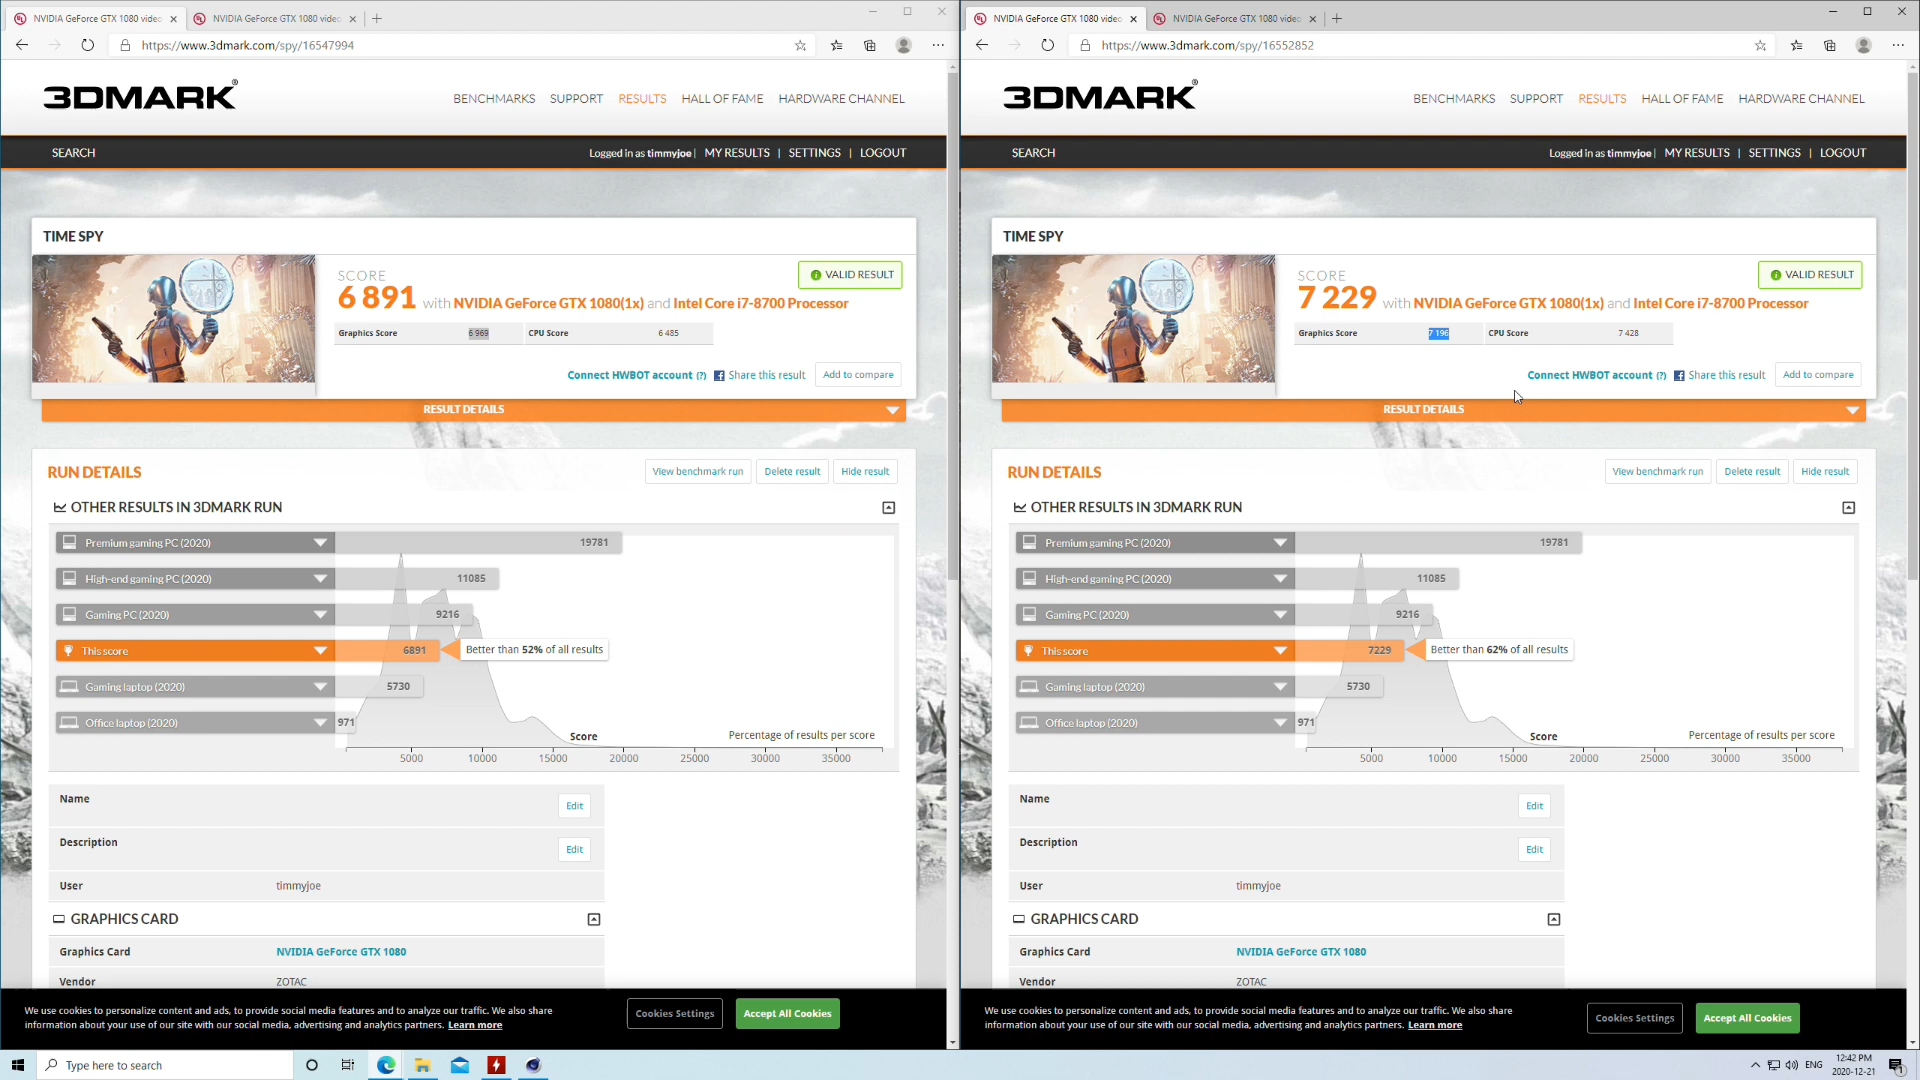 NVIDIA GeForce GTX 1080 video
NVIDIA GeForce GTX 1080 video
https://www.3dmark.com/spy/16547994
3DMARK®
BENCHMARKS SUPPORT RESULTS HALL OF FAME HARDWARE CHANNEL
SEARCH
Logged in as timmyjoe | MY RESULTS | SETTINGS | LOGOUT
TIME SPY
SCORE
VALID RESULT
6 891 with NVIDIA GeForce GTX 1080(1x) and Intel Core i7-8700 Processor
Graphics Score 6 969 CPU Score 6 485
Connect HWBOT account (?) Share this result Add to compare
RESULT DETAILS
RUN DETAILS
View benchmark run Delete result Hide result
OTHER RESULTS IN 3DMARK RUN
Premium gaming PC (2020) 19781
High-end gaming PC (2020) 11085
Gaming PC (2020) 9216
This score 6891 Better than 52% of all results
Gaming laptop (2020) 5730
Office laptop (2020) 971
Score Percentage of results per score
5000 10000 15000 20000 25000 30000 35000
Name Edit
Description Edit
User timmyjoe
GRAPHICS CARD
Graphics Card NVIDIA GeForce GTX 1080
Vendor ZOTAC
We use cookies to personalize content and ads, to provide social media features and to analyze our traffic. We also share
information about your use of our site with our social media, advertising and analytics partners. Learn more
Cookies Settings Accept All Cookies
NVIDIA GeForce GTX 1080 video
NVIDIA GeForce GTX 1080 video
https://www.3dmark.com/spy/16552852
3DMARK®
BENCHMARKS SUPPORT RESULTS HALL OF FAME HARDWARE CHANNEL
SEARCH
Logged in as timmyjoe | MY RESULTS | SETTINGS | LOGOUT
TIME SPY
SCORE
VALID RESULT
7 229 with NVIDIA GeForce GTX 1080(1x) and Intel Core i7-8700 Processor
Graphics Score 7 196 CPU Score 7 428
Connect HWBOT account (?) Share this result Add to compare
RESULT DETAILS
RUN DETAILS
View benchmark run Delete result Hide result
OTHER RESULTS IN 3DMARK RUN
Premium gaming PC (2020) 19781
High-end gaming PC (2020) 11085
Gaming PC (2020) 9216
This score 7229 Better than 62% of all results
Gaming laptop (2020) 5730
Office laptop (2020) 971
Score Percentage of results per score
5000 10000 15000 20000 25000 30000 35000
Name Edit
Description Edit
User timmyjoe
GRAPHICS CARD
Graphics Card NVIDIA GeForce GTX 1080
Vendor ZOTAC
We use cookies to personalize content and ads, to provide social media features and to analyze our traffic. We also share
information about your use of our site with our social media, advertising and analytics partners. Learn more
Cookies Settings Accept All Cookies
Type here to search
ENG
12:42 PM
2020-12-21
1